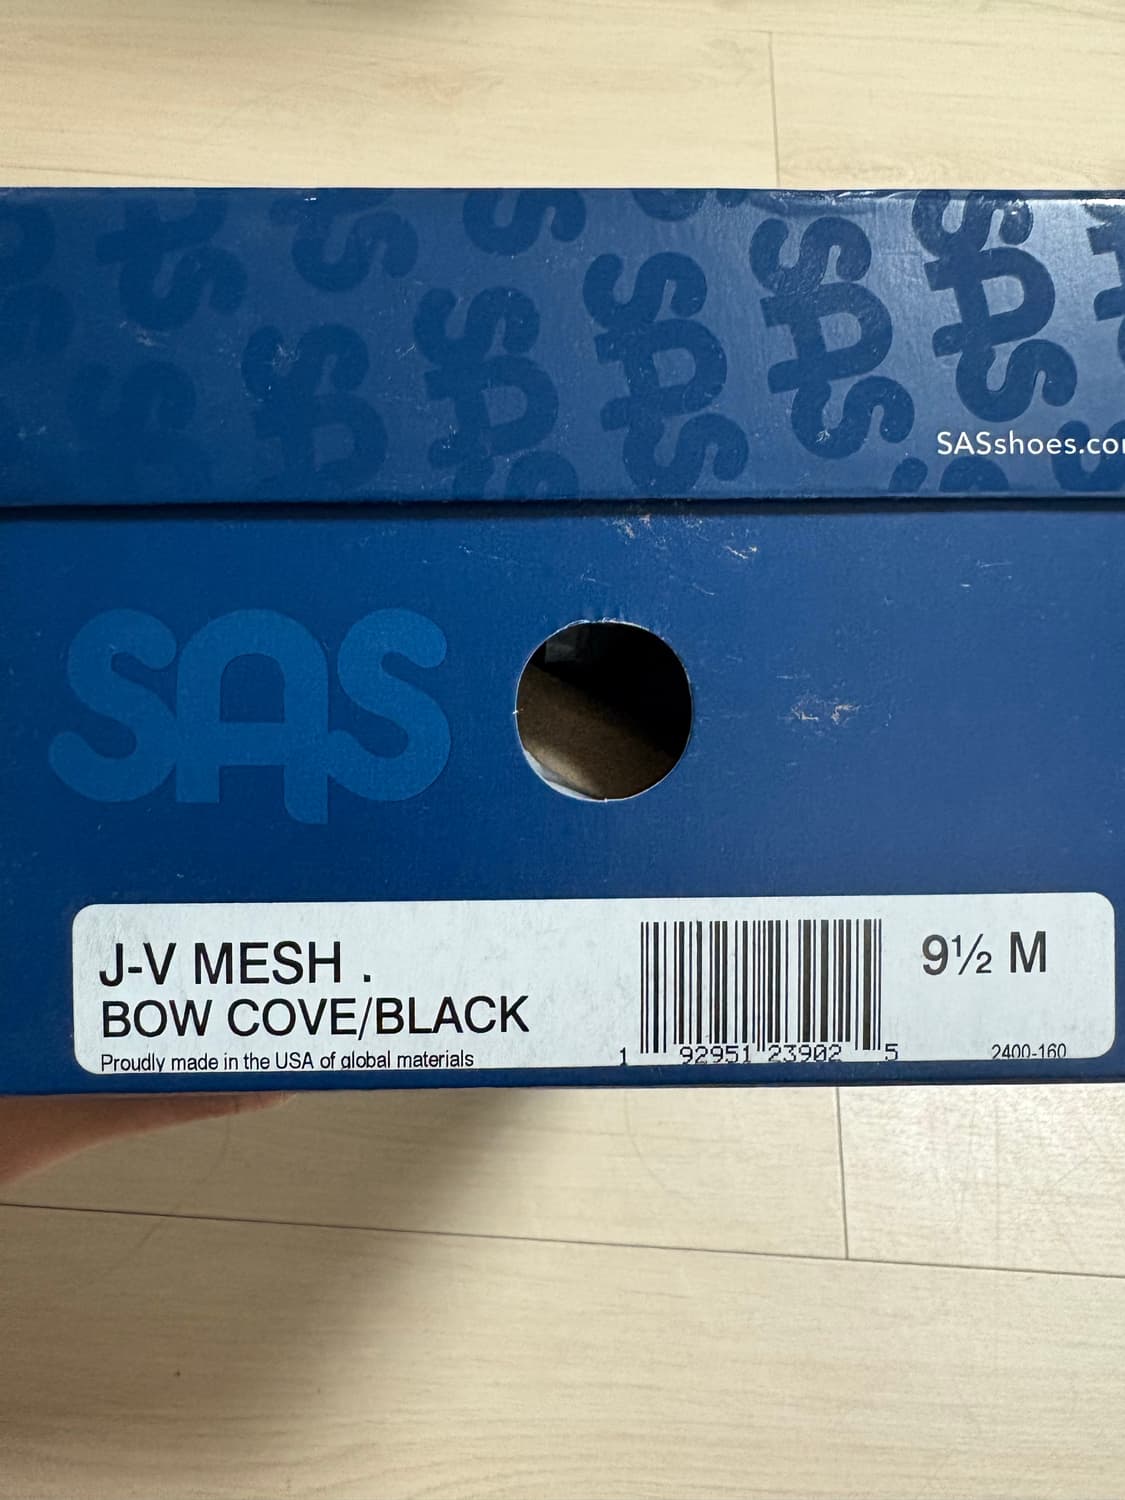 SASshoes.co
SAS
J-V MESH .
BOW COVE/BLACK
Proudly made in the USA of global materials
1 92951 23902 5
9½ M
2400-160